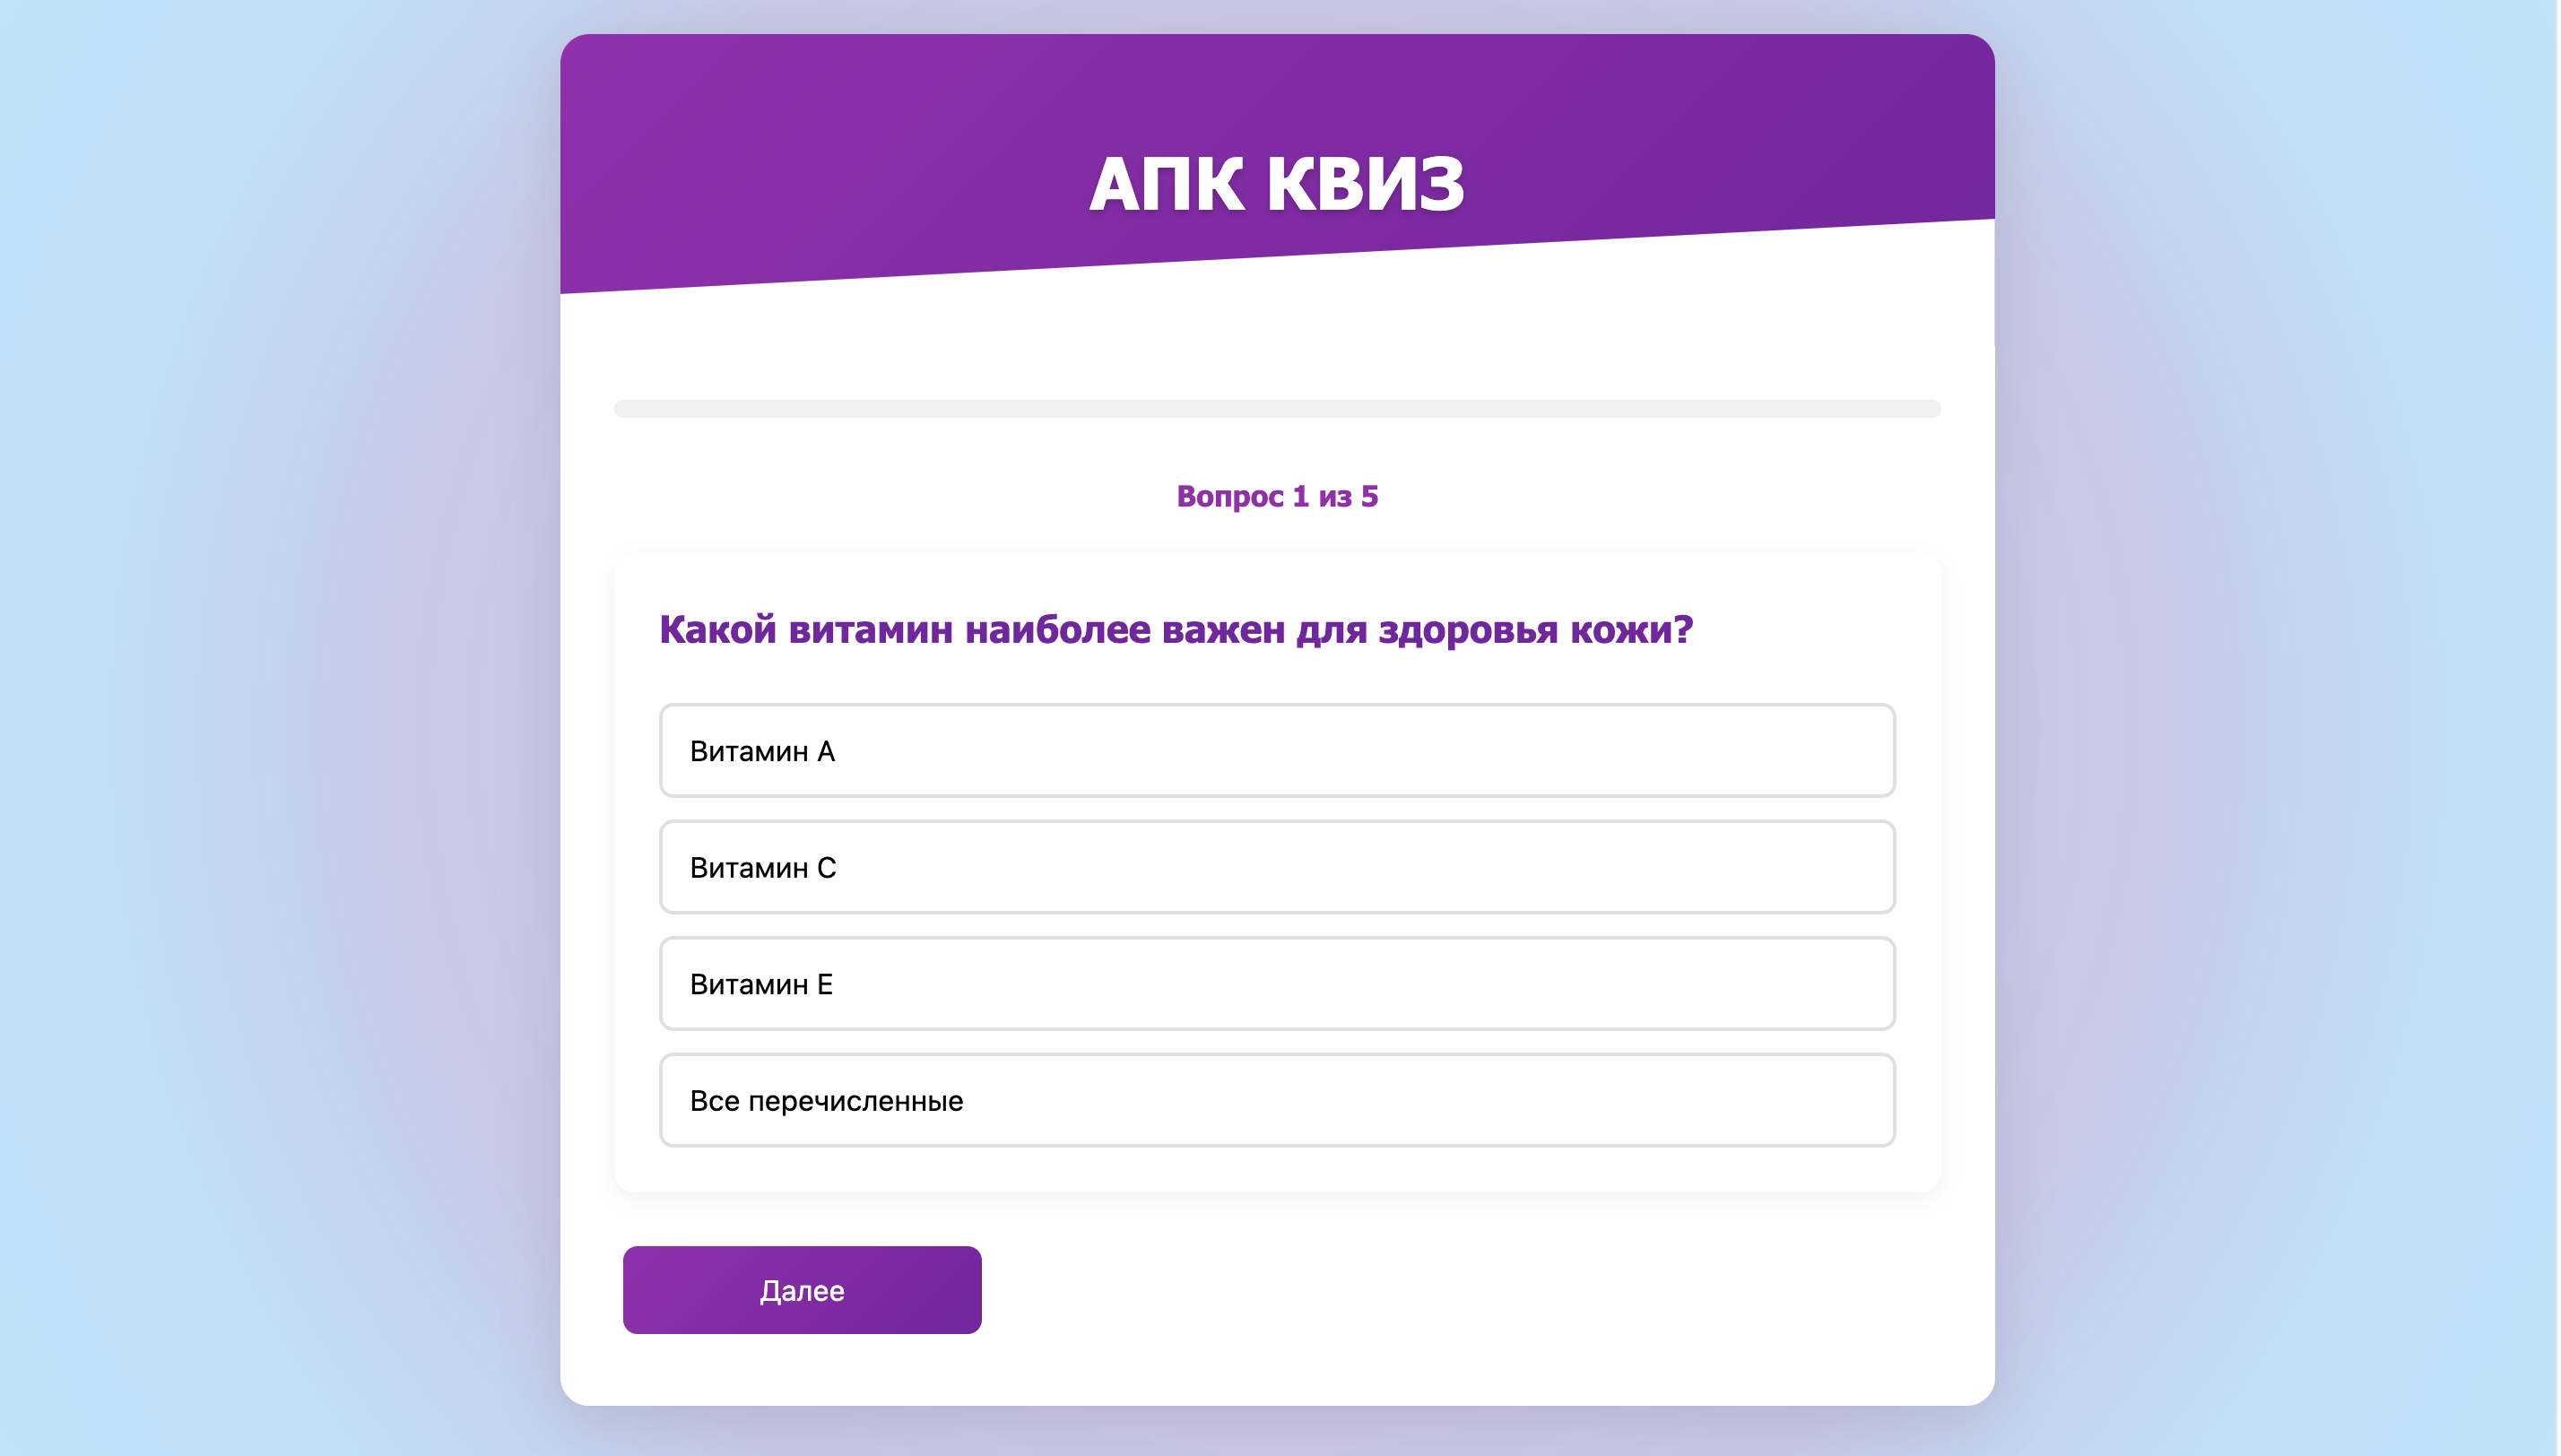 АПК КВИЗ
Вопрос 1 из 5
Какой витамин наиболее важен для здоровья кожи?
Витамин A
Витамин C
Витамин E
Все перечисленные
Далее